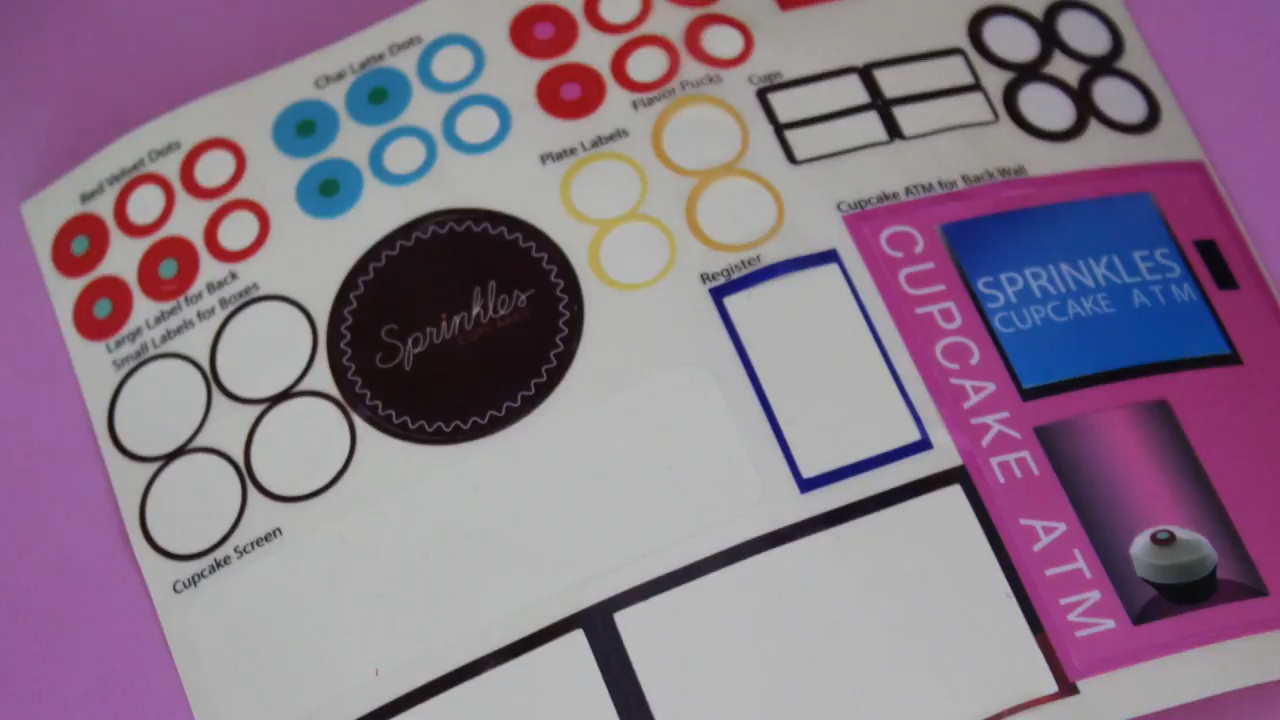 Chai Latte Dots
Flavor Pucks
Cups
Red Velvet Dots
Plate Labels
Cupcake ATM for Back Wall
Large Label for Back
Small Labels for Boxes
Sprinkles
CUPCAKES
Register
CUPCAKE ATM
SPRINKLES
CUPCAKE ATM
Cupcake Screen